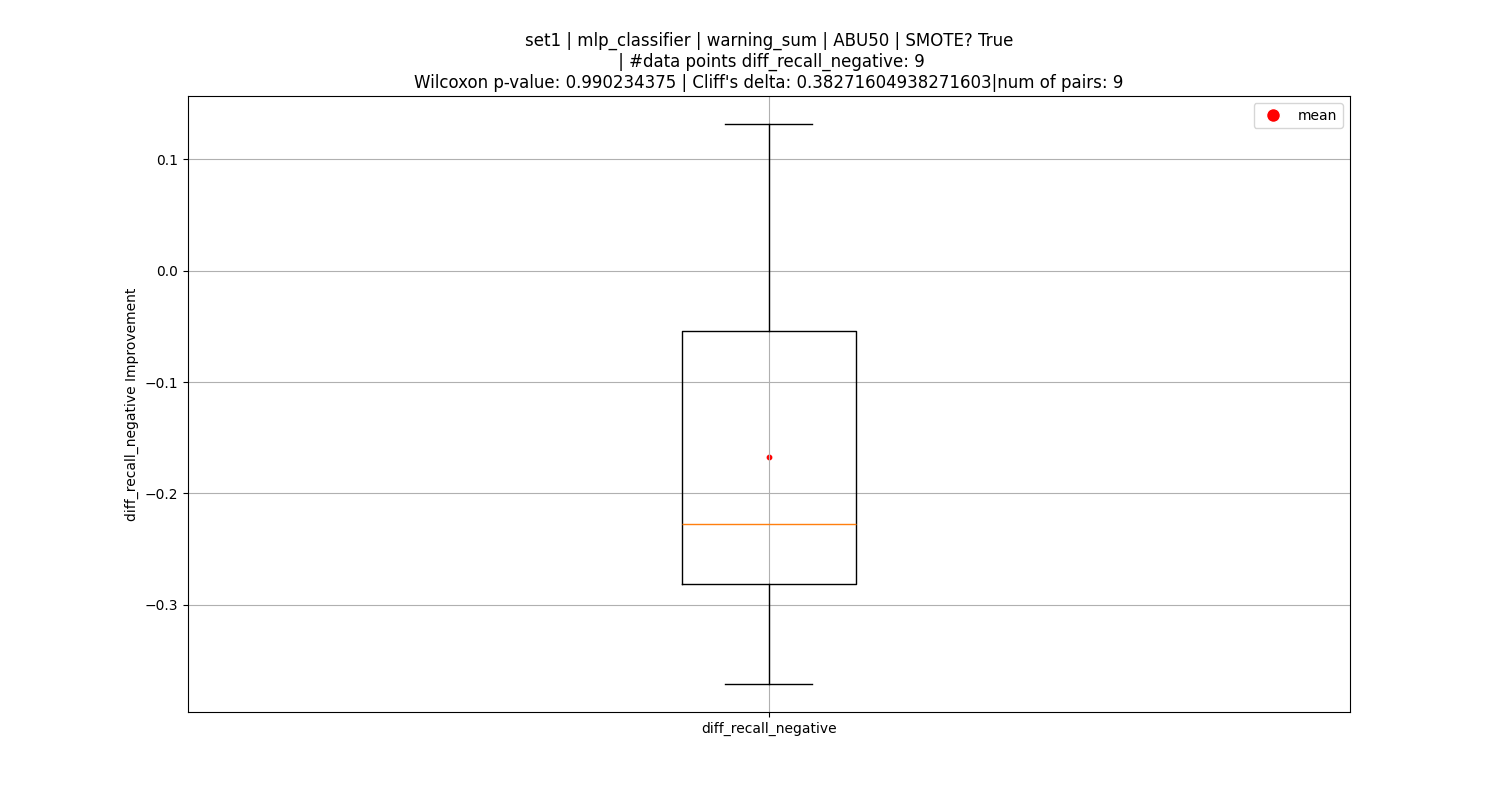 set1 | mlp_classifier | warning_sum | ABU50 | SMOTE? True
| #data points diff_recall_negative: 9
Wilcoxon p-value: 0.990234375 | Cliff's delta: 0.38271604938271603|num of pairs: 9
mean
0.1
0.0
−0.1
−0.2
−0.3
diff_recall_negative Improvement
diff_recall_negative